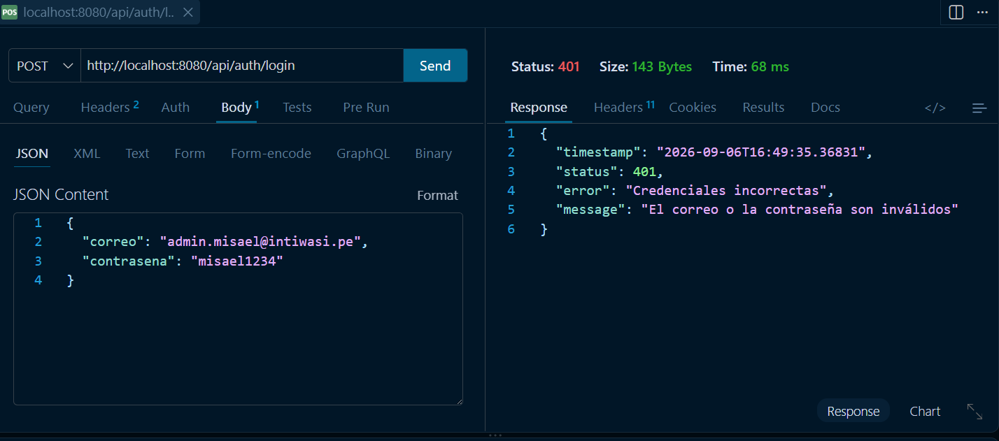 POS localhost:8080/api/auth/l..
POST http://localhost:8080/api/auth/login Send
Query Headers 2 Auth Body 1 Tests Pre Run
JSON XML Text Form Form-encode GraphQL Binary
JSON Content Format
1 {
2 "correo": "admin.misael@intiwasi.pe",
3 "contrasena": "misael1234"
4 }
Status: 401 Size: 143 Bytes Time: 68 ms
Response Headers 11 Cookies Results Docs </>
1 {
2 "timestamp": "2026-09-06T16:49:35.36831",
3 "status": 401,
4 "error": "Credenciales incorrectas",
5 "message": "El correo o la contraseña son inválidos"
6 }
Response Chart